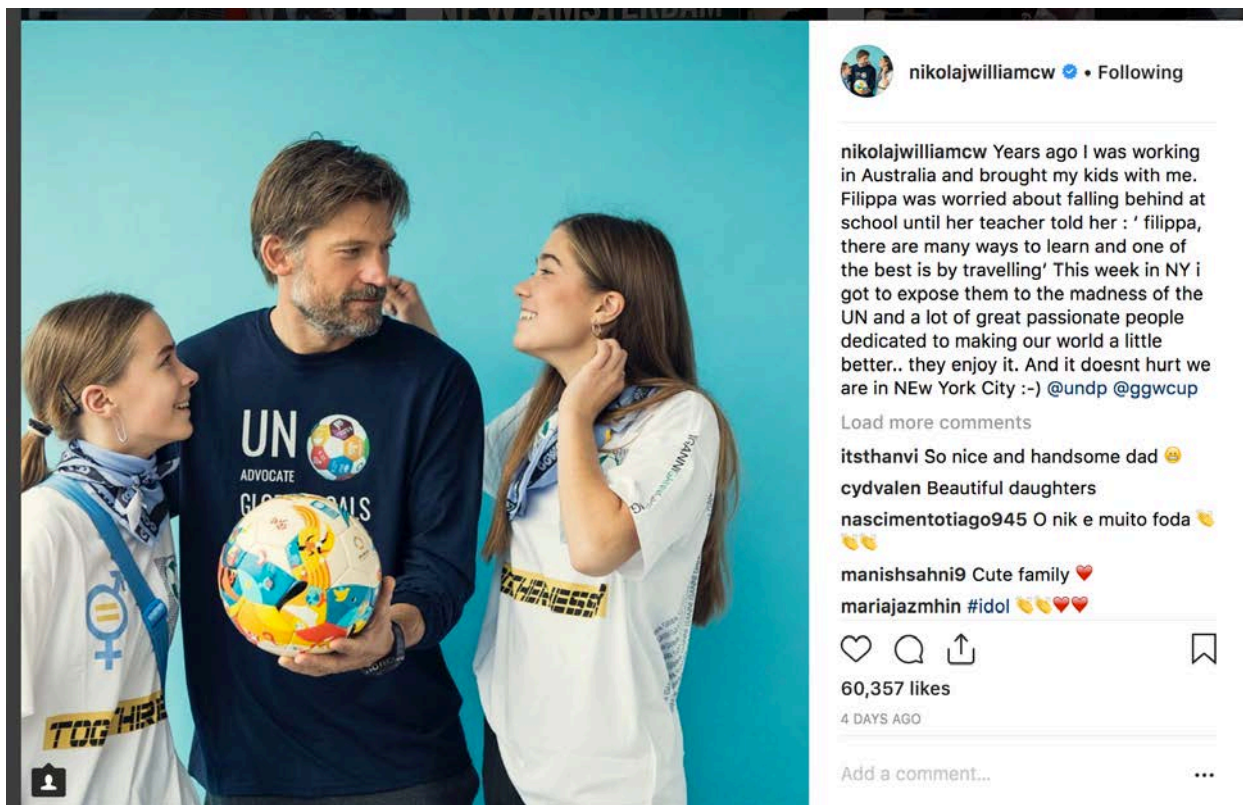 NEW AMSTERDAM
UN
ADVOCATE
TOG
nikolajwilliamcw • Following
nikolajwilliamcw Years ago I was working
in Australia and brought my kids with me.
Filippa was worried about falling behind at
school until her teacher told her : ‘ filippa,
there are many ways to learn and one of
the best is by travelling’ This week in NY i
got to expose them to the madness of the
UN and a lot of great passionate people
dedicated to making our world a little
better.. they enjoy it. And it doesnt hurt we
are in NEw York City :-) @undp @ggwcup
Load more comments
itsthanvi So nice and handsome dad 😁
cydvalen Beautiful daughters
nascimentotiago945 O nik e muito foda 👏
👏👏
manishsahni9 Cute family ❤️
mariajazmhin #idol 👏👏❤️❤️
60,357 likes
4 DAYS AGO
Add a comment...